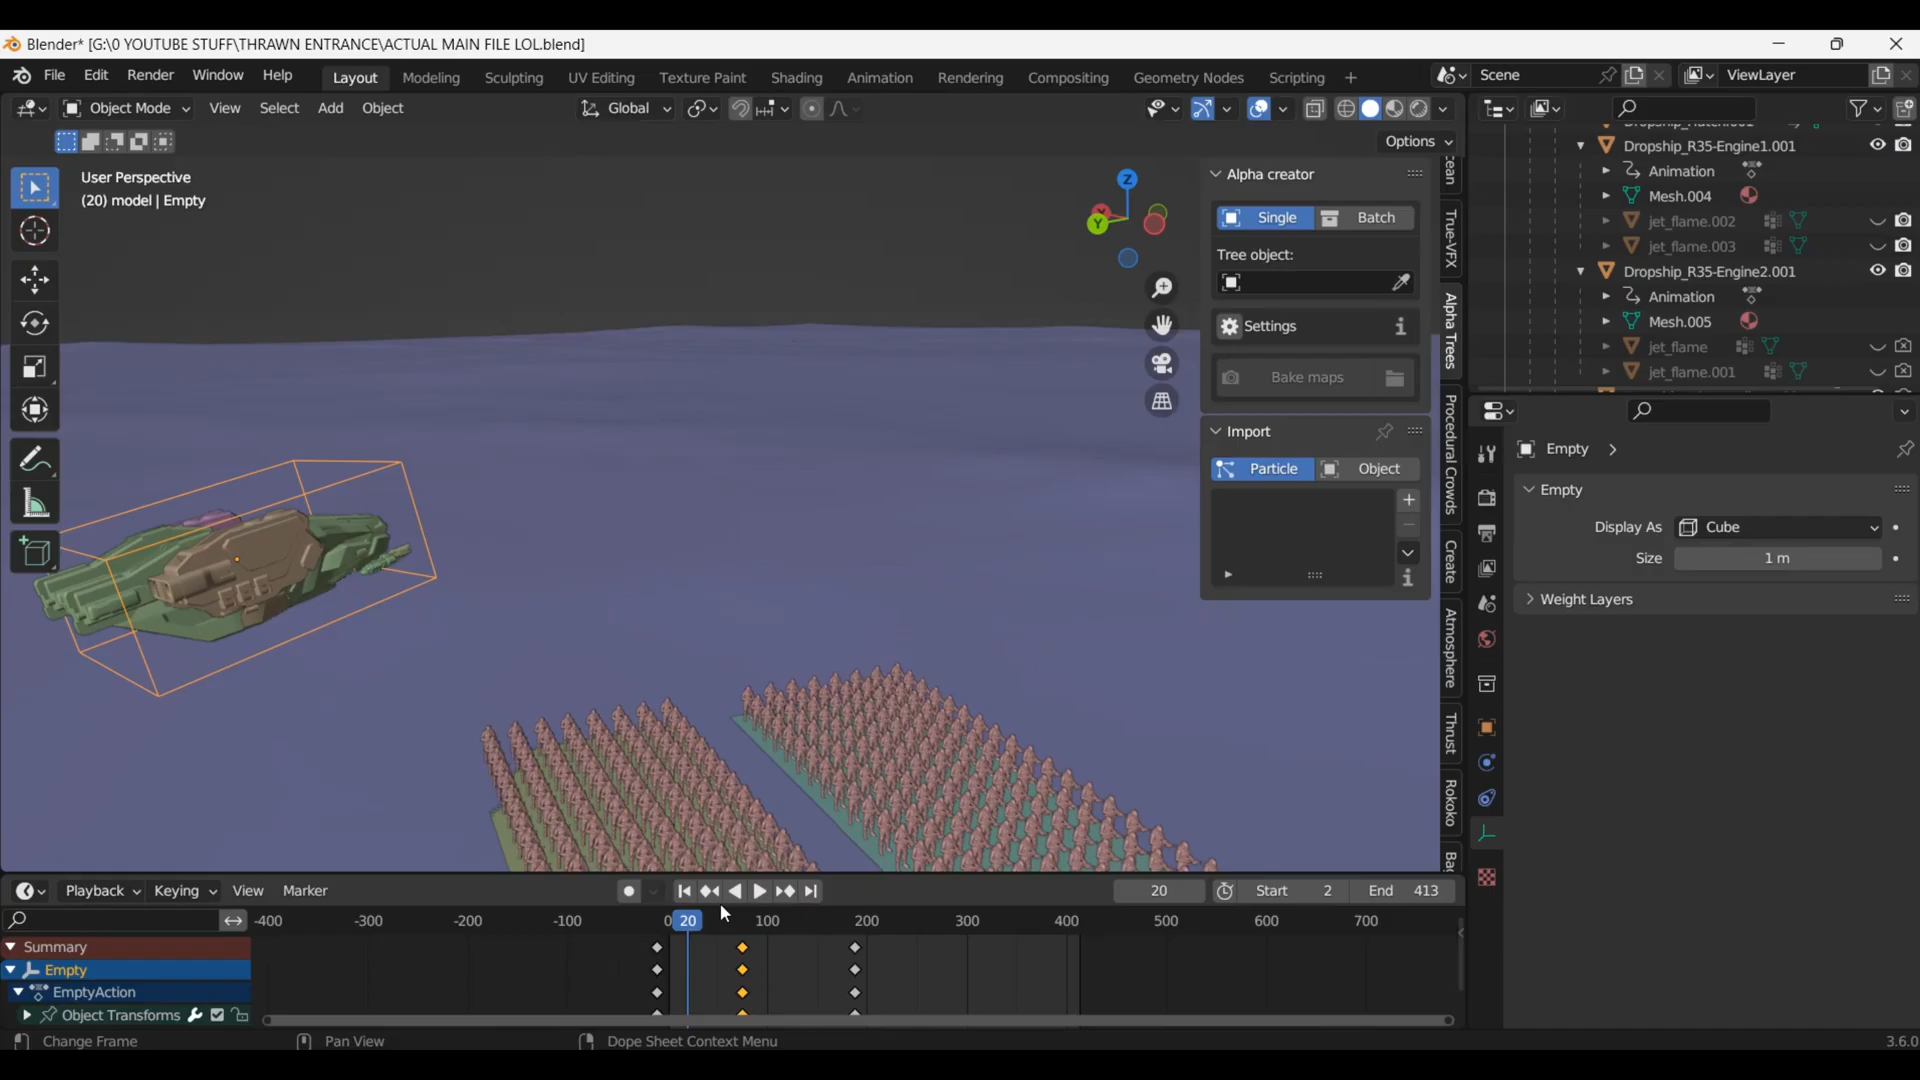 Blender* [G:\0 YOUTUBE STUFF\THRAWN ENTRANCE\ACTUAL MAIN FILE LOL.blend]
File Edit Render Window Help Layout Modeling Sculpting UV Editing Texture Paint Shading Animation Rendering Compositing Geometry Nodes Scripting + Scene ViewLayer
Object Mode View Select Add Object Global
Options
User Perspective
(20) model | Empty
Z
Y
Alpha creator
Single Batch
Tree object:
Settings
Bake maps
Import
Particle Object
True-VFX
Alpha Trees
Procedural Crowds
Create
Atmosphere
Thrust
Rokoko
Dropship_R35-Engine1.001
Animation
Mesh.004
jet_flame.002
jet_flame.003
Dropship_R35-Engine2.001
Animation
Mesh.005
jet_flame
jet_flame.001
Empty
Empty
Display As Cube
Size 1 m
Weight Layers
Playback Keying View Marker 20 Start 2 End 413
-400 -300 -200 -100 0 20 100 200 300 400 500 600 700
Summary
Empty
EmptyAction
Object Transforms
Change Frame Pan View Dope Sheet Context Menu 3.6.0